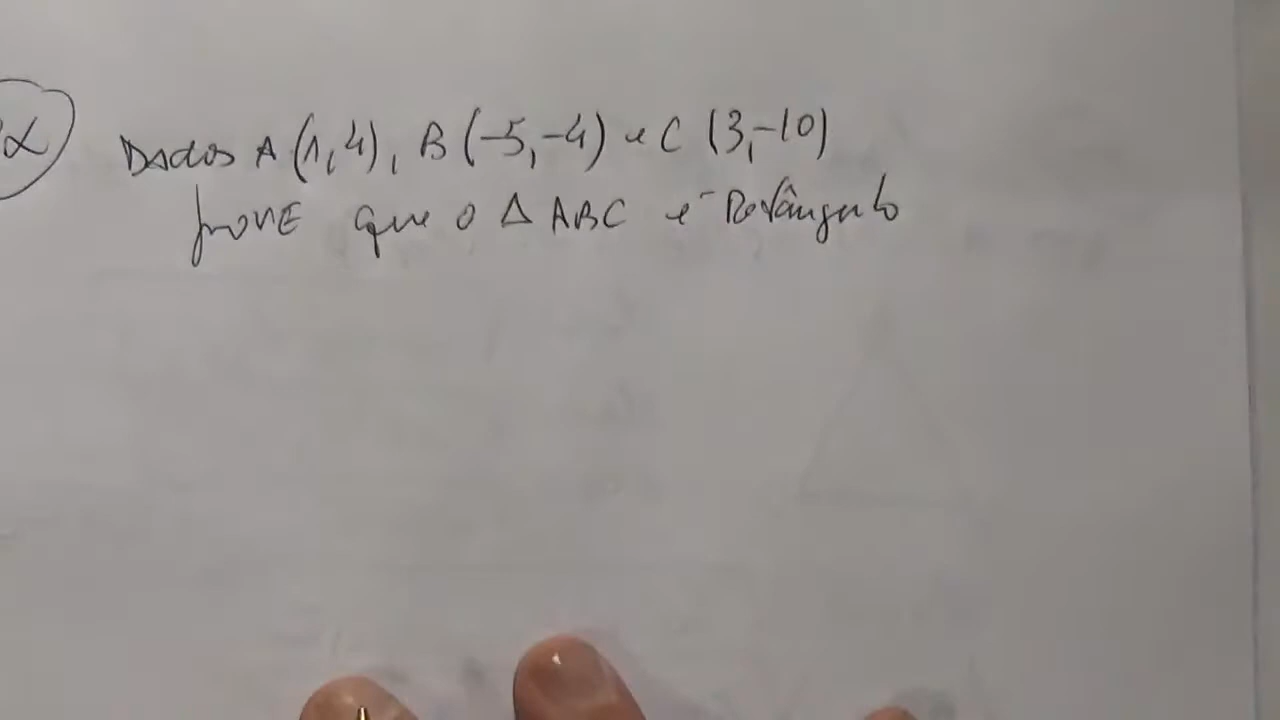 Dados A (1,4), B (-5,-4) e C (3,-10)
prove que o Δ ABC é Retângulo